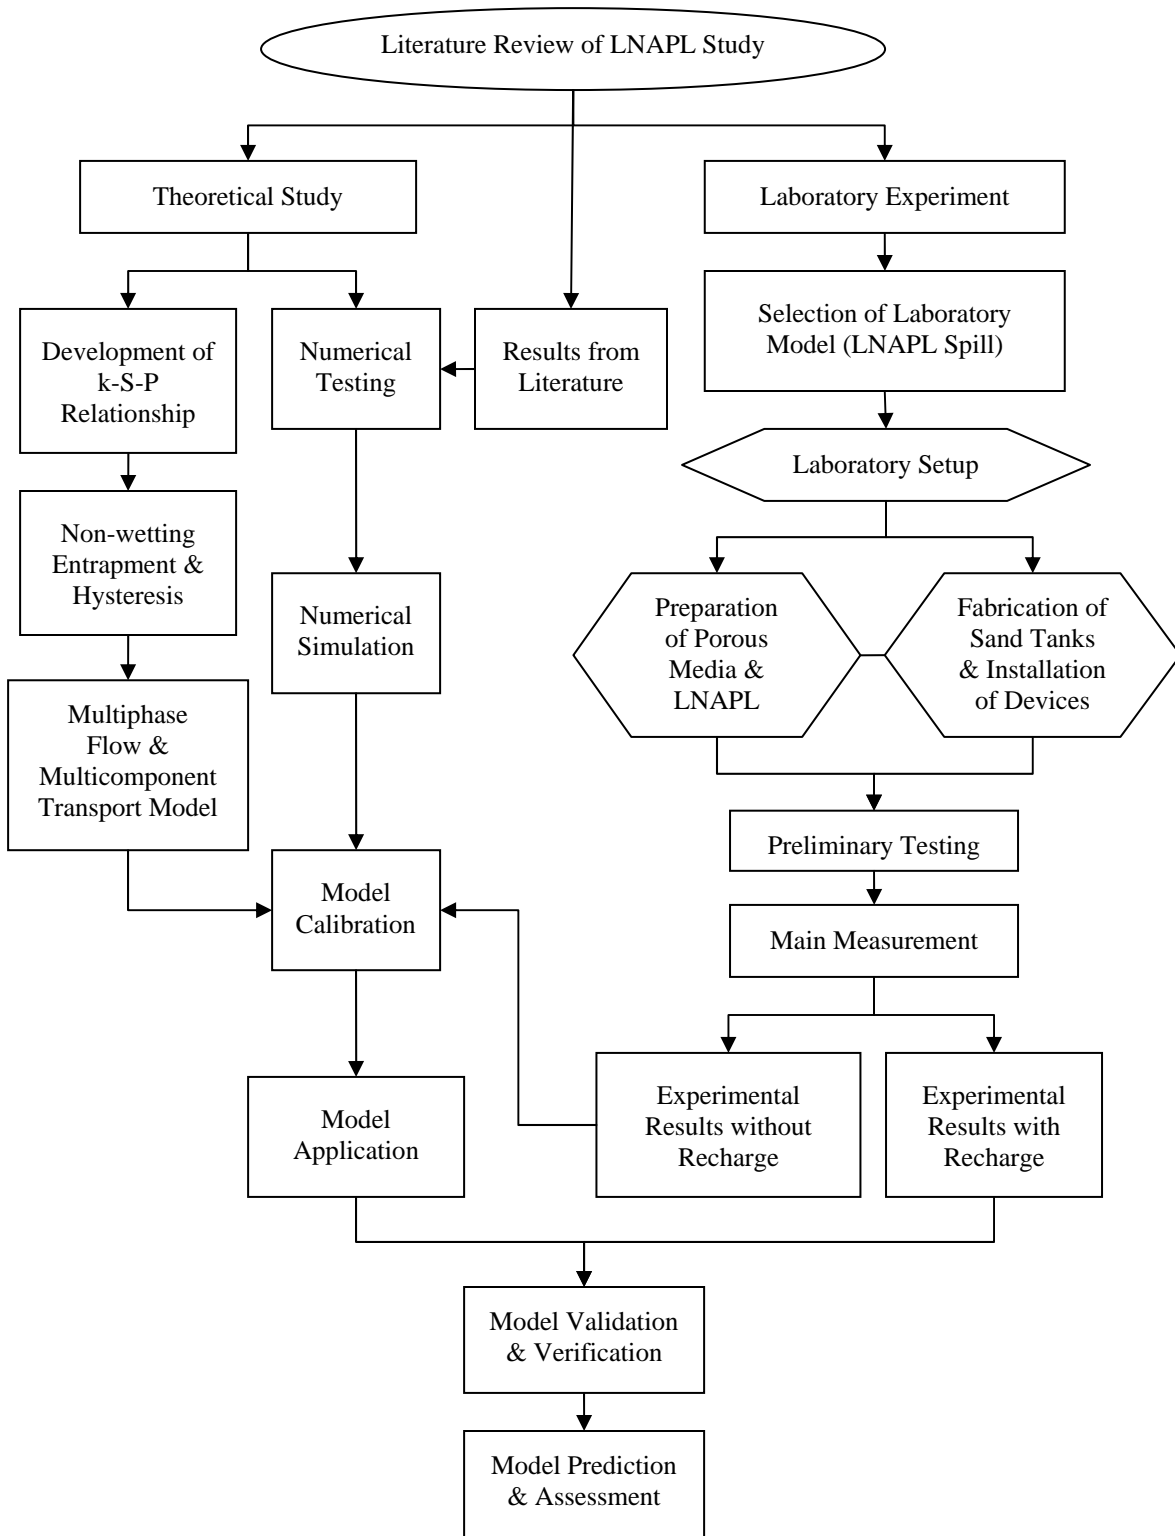 Literature Review of LNAPL Study
Theoretical Study
Laboratory Experiment
Development of
k-S-P
Relationship
Numerical
Testing
Results from
Literature
Selection of Laboratory
Model (LNAPL Spill)
Laboratory Setup
Non-wetting
Entrapment &
Hysteresis
Numerical
Simulation
Preparation
of Porous
Media &
LNAPL
Fabrication of
Sand Tanks
& Installation
of Devices
Multiphase
Flow &
Multicomponent
Transport Model
Preliminary Testing
Model
Calibration
Main Measurement
Model
Application
Experimental
Results without
Recharge
Experimental
Results with
Recharge
Model Validation
& Verification
Model Prediction
& Assessment